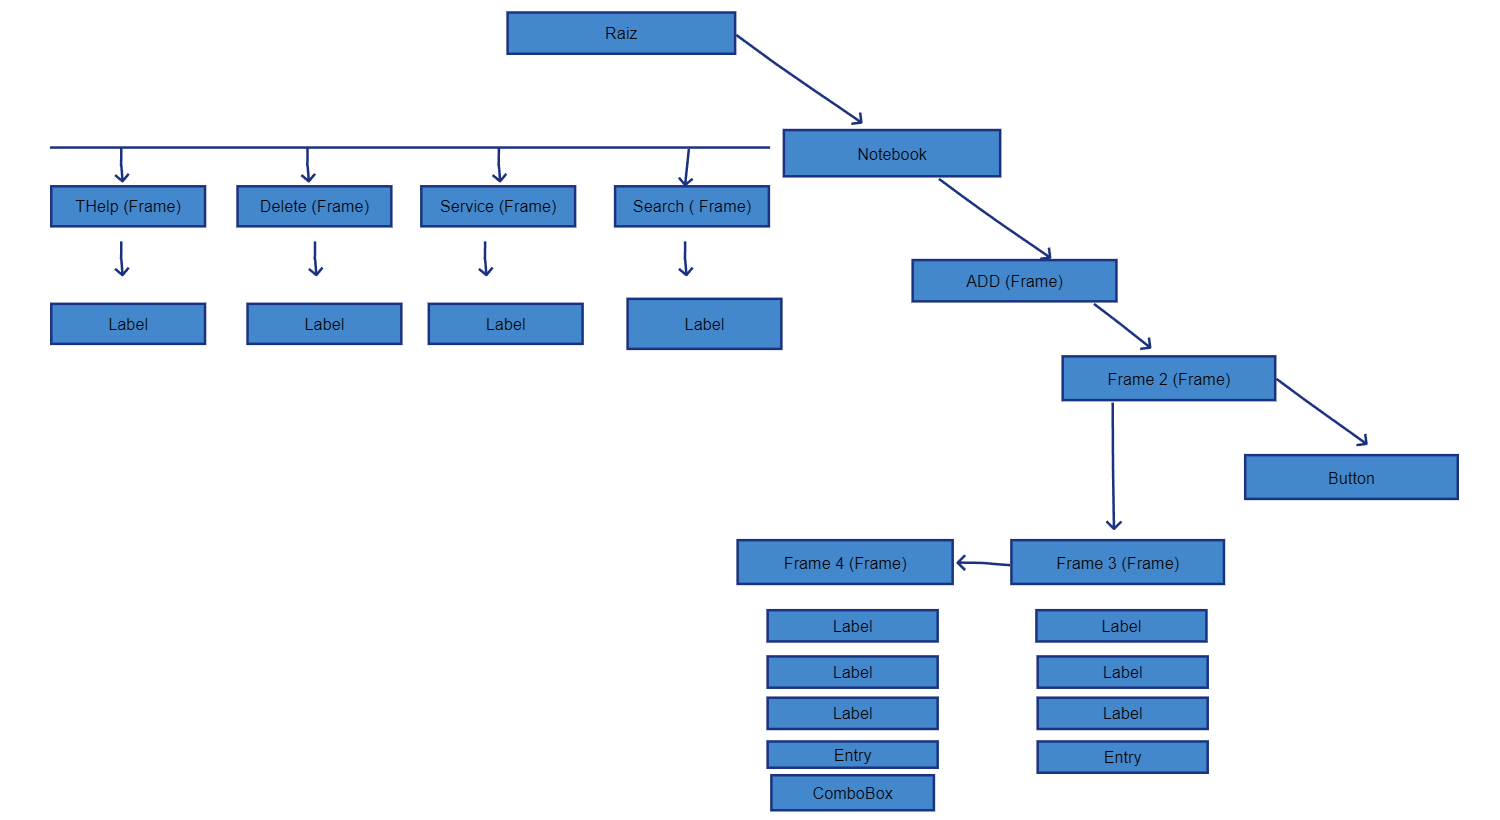 Raiz
Notebook
THelp (Frame)
Delete (Frame)
Service (Frame)
Search ( Frame)
ADD (Frame)
Label
Label
Label
Label
Frame 2 (Frame)
Button
Frame 4 (Frame)
Frame 3 (Frame)
Label
Label
Label
Label
Label
Label
Entry
Entry
ComboBox